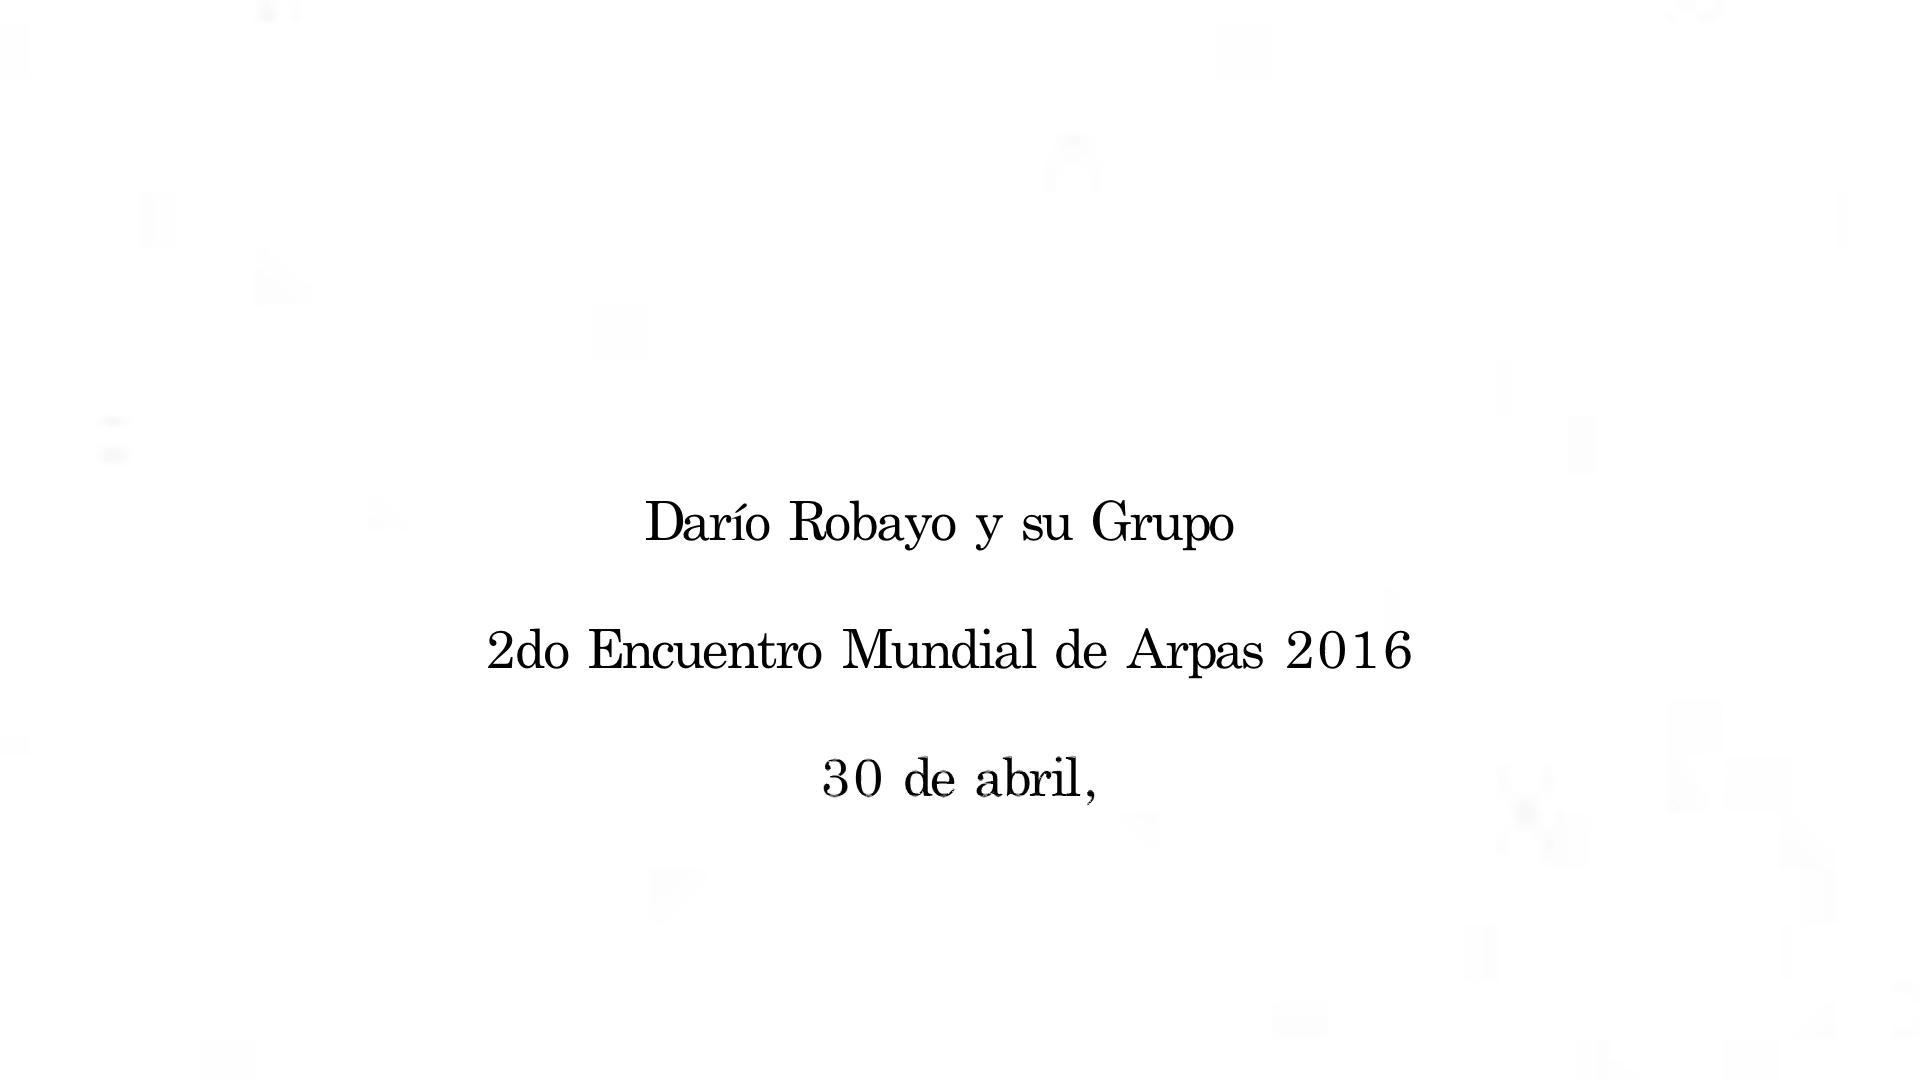 Darío Robayo y su Grupo
2do Encuentro Mundial de Arpas 2016
30 de abril,